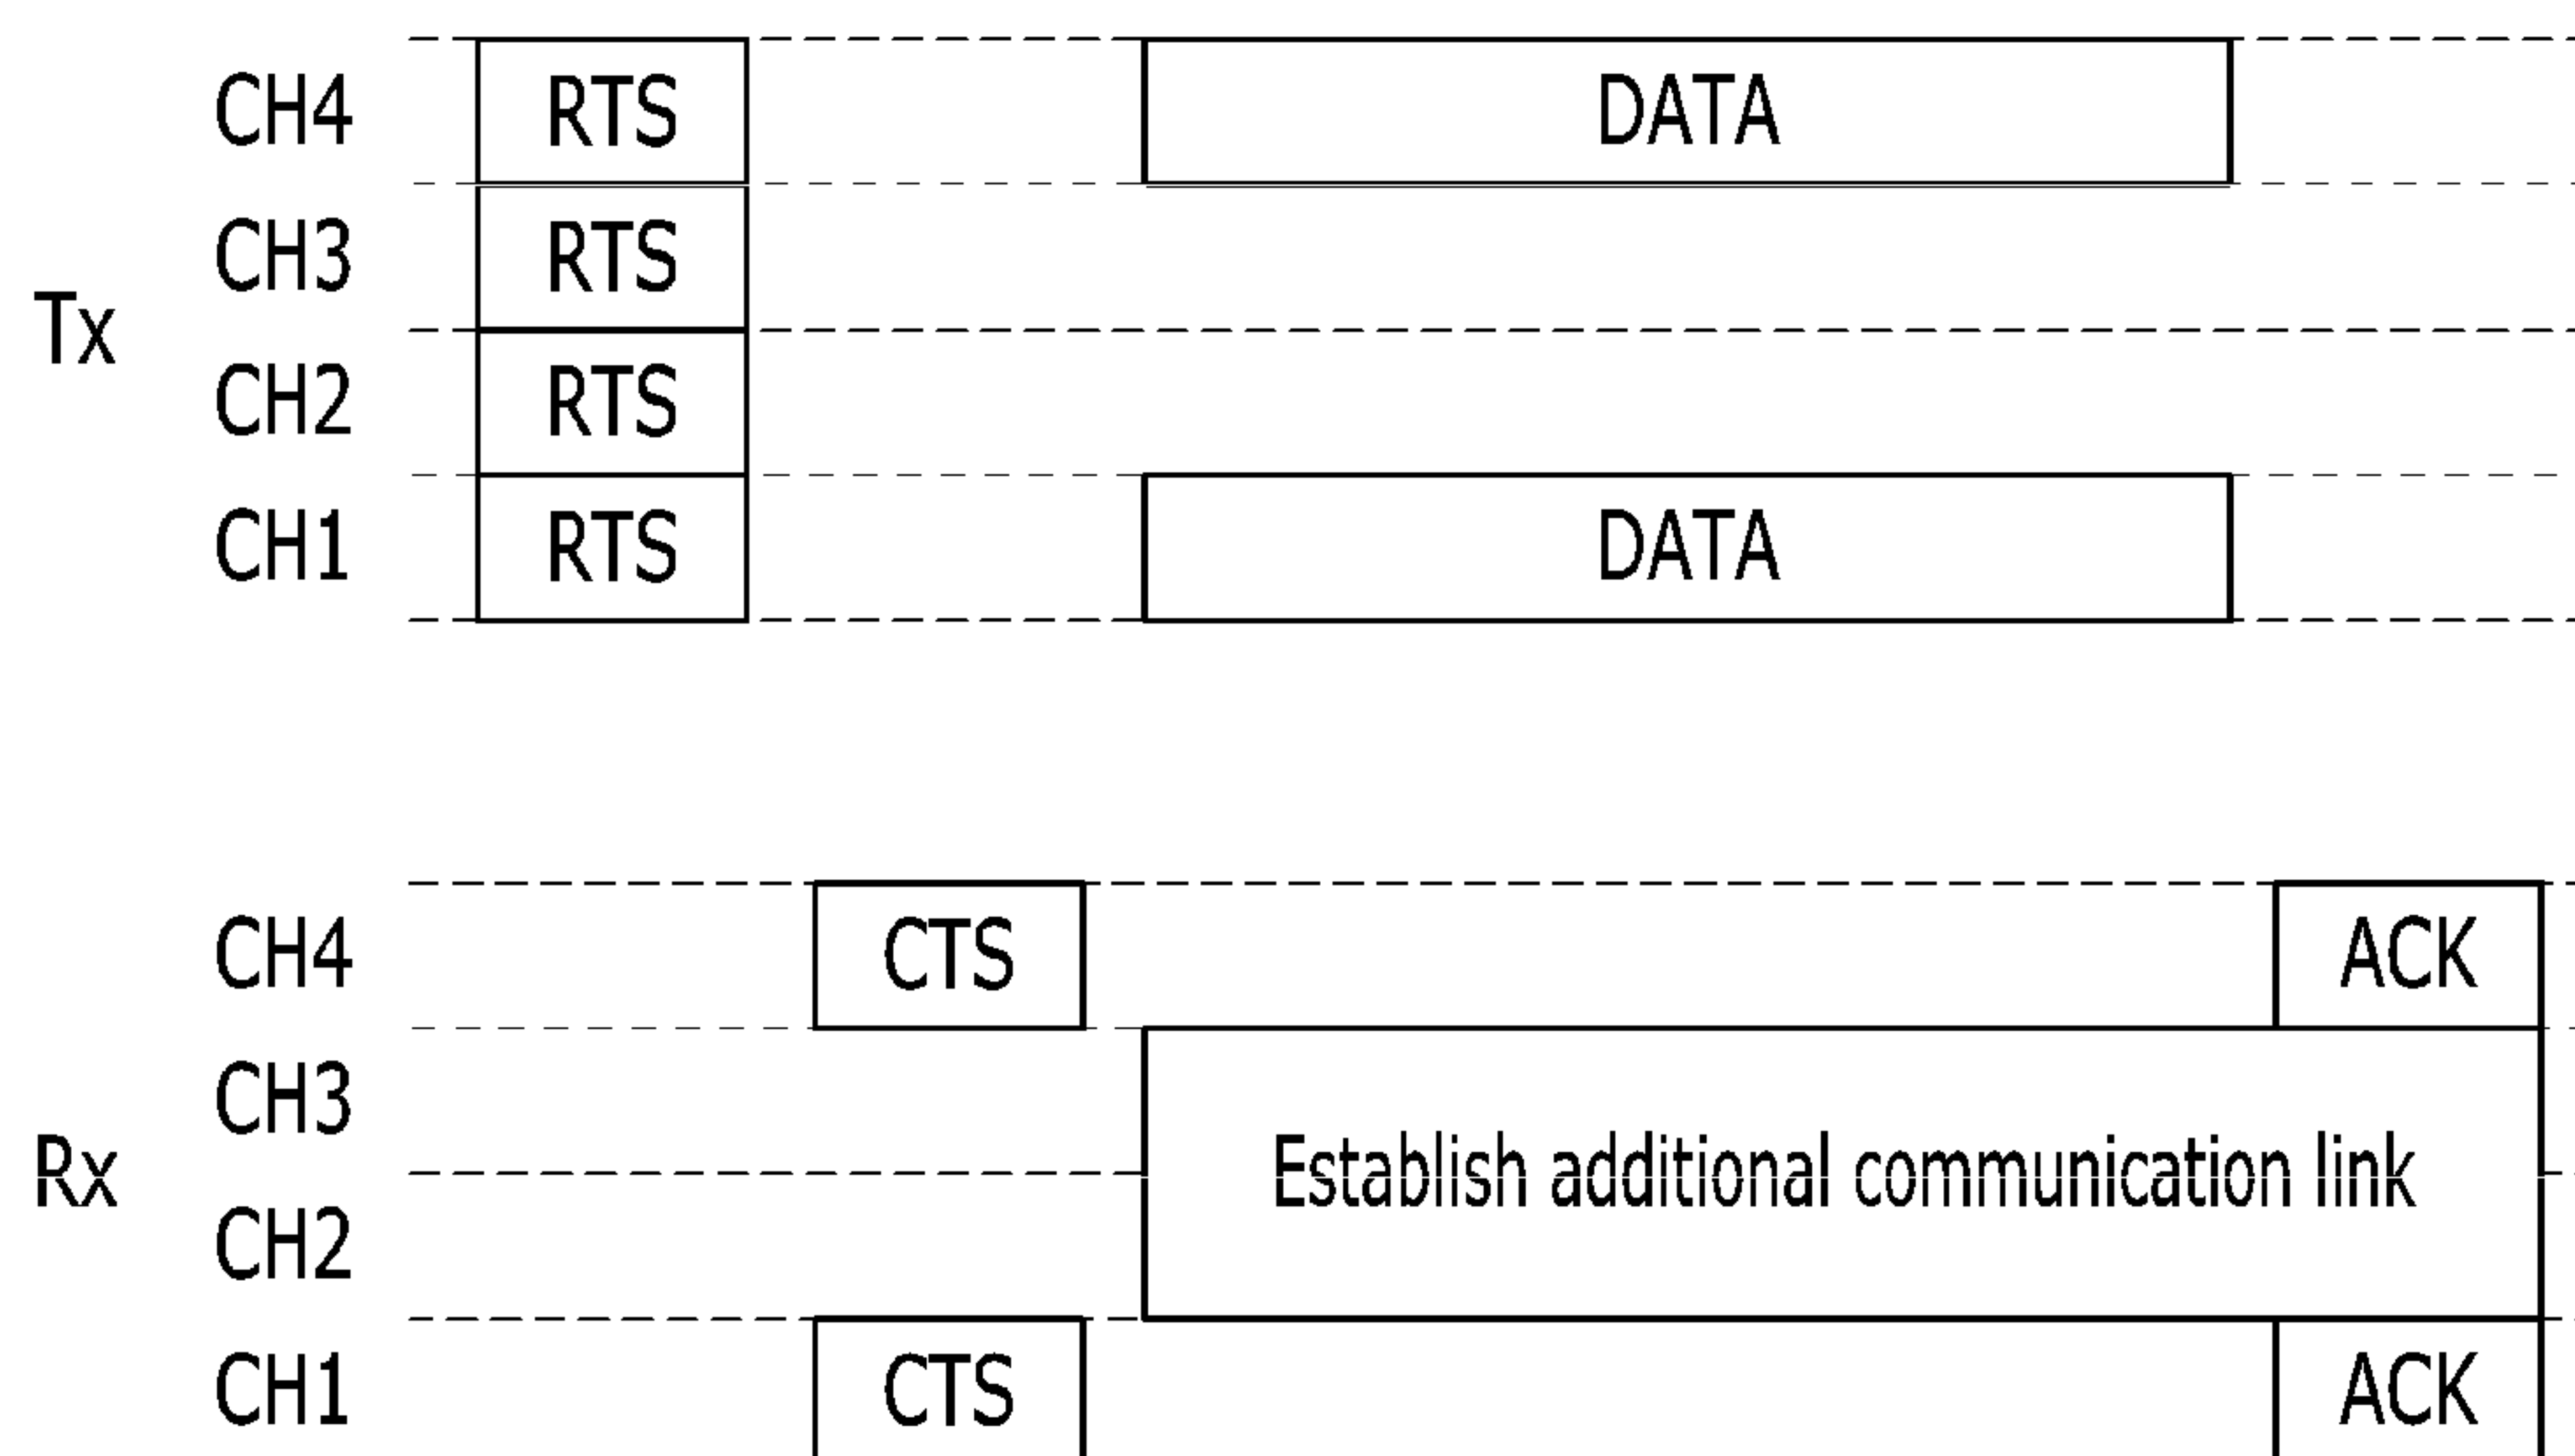 CH4 RTS DATA
CH3 RTS
Tx
CH2 RTS
CH1 RTS DATA
CH4 CTS ACK
CH3
Rx Establish additional communication link
CH2
CH1 CTS ACK